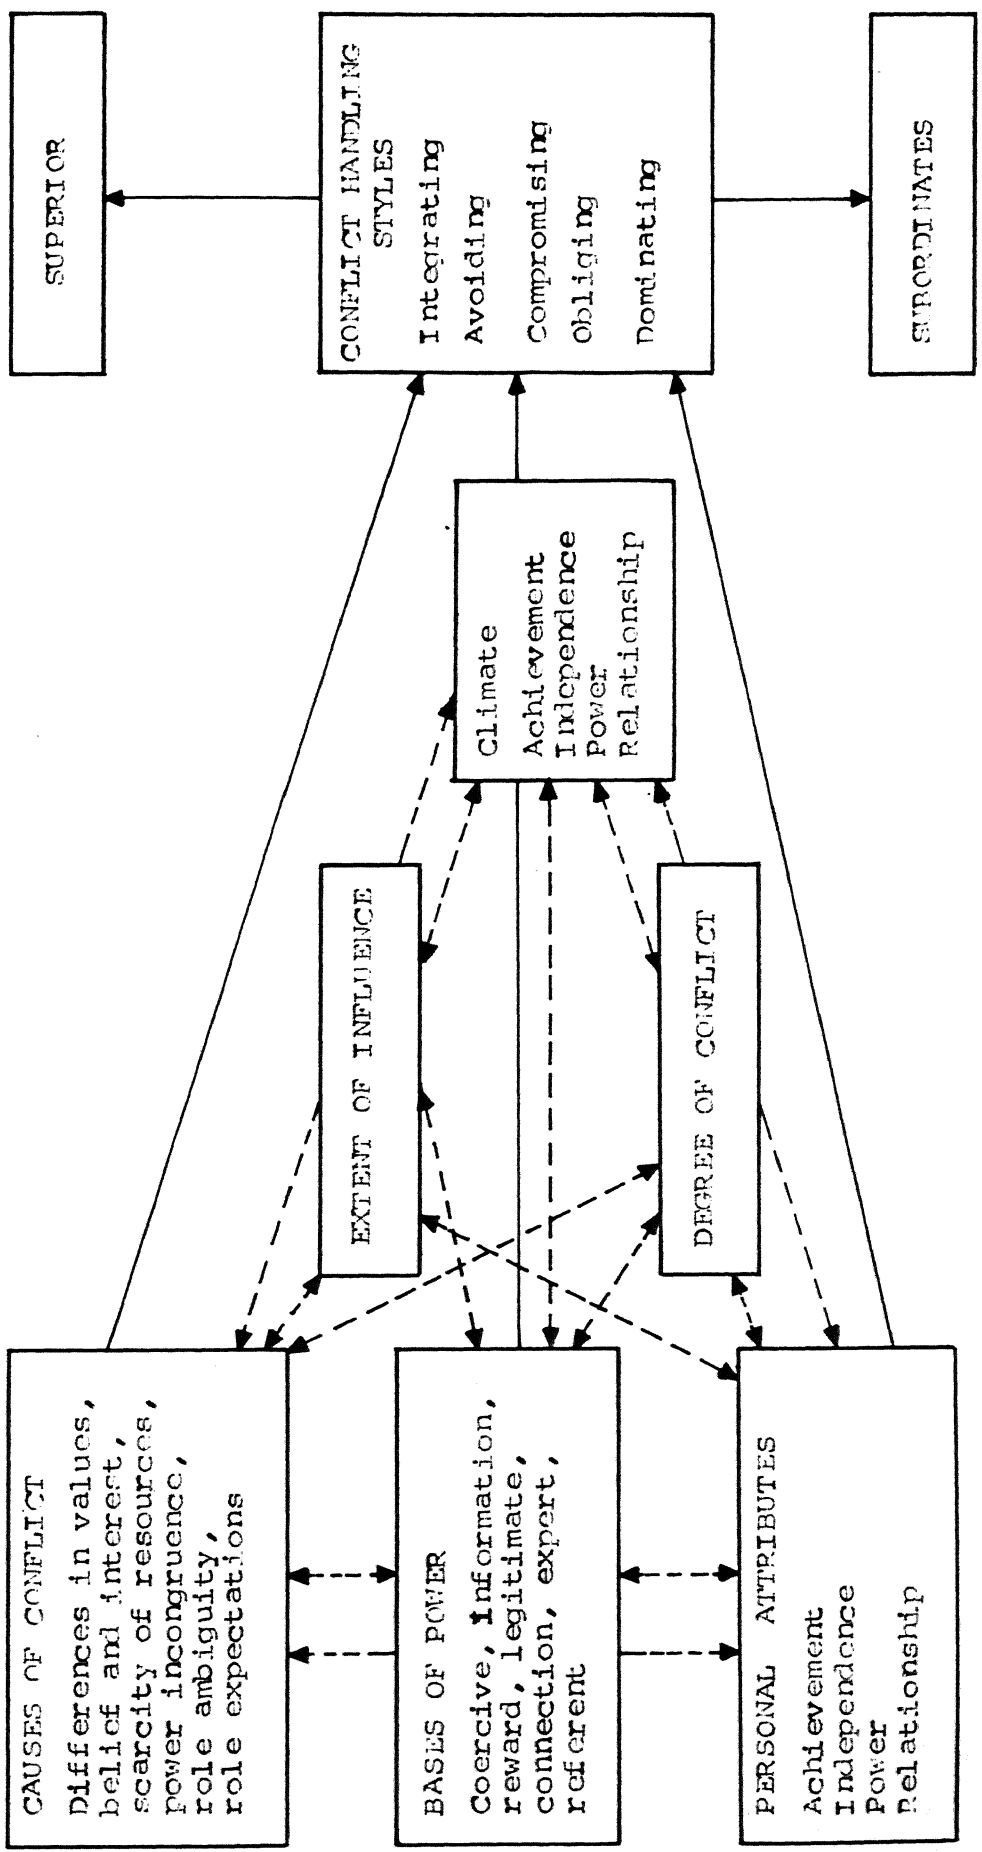 CAUSES OF CONFLICT
Differences in values,
belief and interest,
scarcity of resources,
power incongruence,
role ambiguity,
role expectations
BASES OF POWER
Coercive, information,
reward, legitimate,
connection, expert,
referent
PERSONAL ATTRIBUTES
Achievement
Independence
Power
Relationship
EXTENT OF INFLUENCE
DEGREE OF CONFLICT
Climate
Achievement
Independence
Power
Relationship
SUPERIOR
CONFLICT HANDLING
STYLES
Integrating
Avoiding
Compromising
Obliging
Dominating
SUBORDINATES